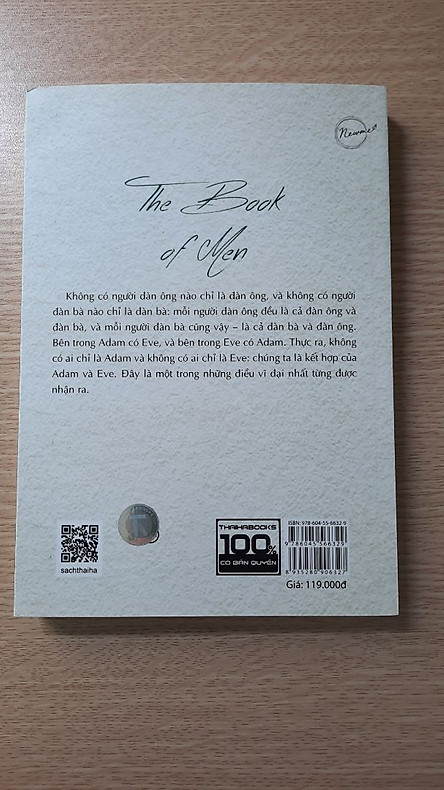 Newme
The Book
of Men
Không có người đàn ông nào chỉ là đàn ông, và không có người
đàn bà nào chỉ là đàn bà: mỗi người đàn ông đều là cả đàn ông và
đàn bà, và mỗi người đàn bà cũng vậy – là cả đàn bà và đàn ông.
Bên trong Adam có Eve, và bên trong Eve có Adam. Thực ra, không
có ai chỉ là Adam và không có ai chỉ là Eve: chúng ta là kết hợp của
Adam và Eve. Đây là một trong những điều vĩ đại nhất từng được
nhận ra.
sachthaiha
THAIHABOOKS
100%
CÓ BẢN QUYỀN
ISBN: 978-604-55-6632-9
9 786045 566329
8 935280 906327
Giá: 119.000đ